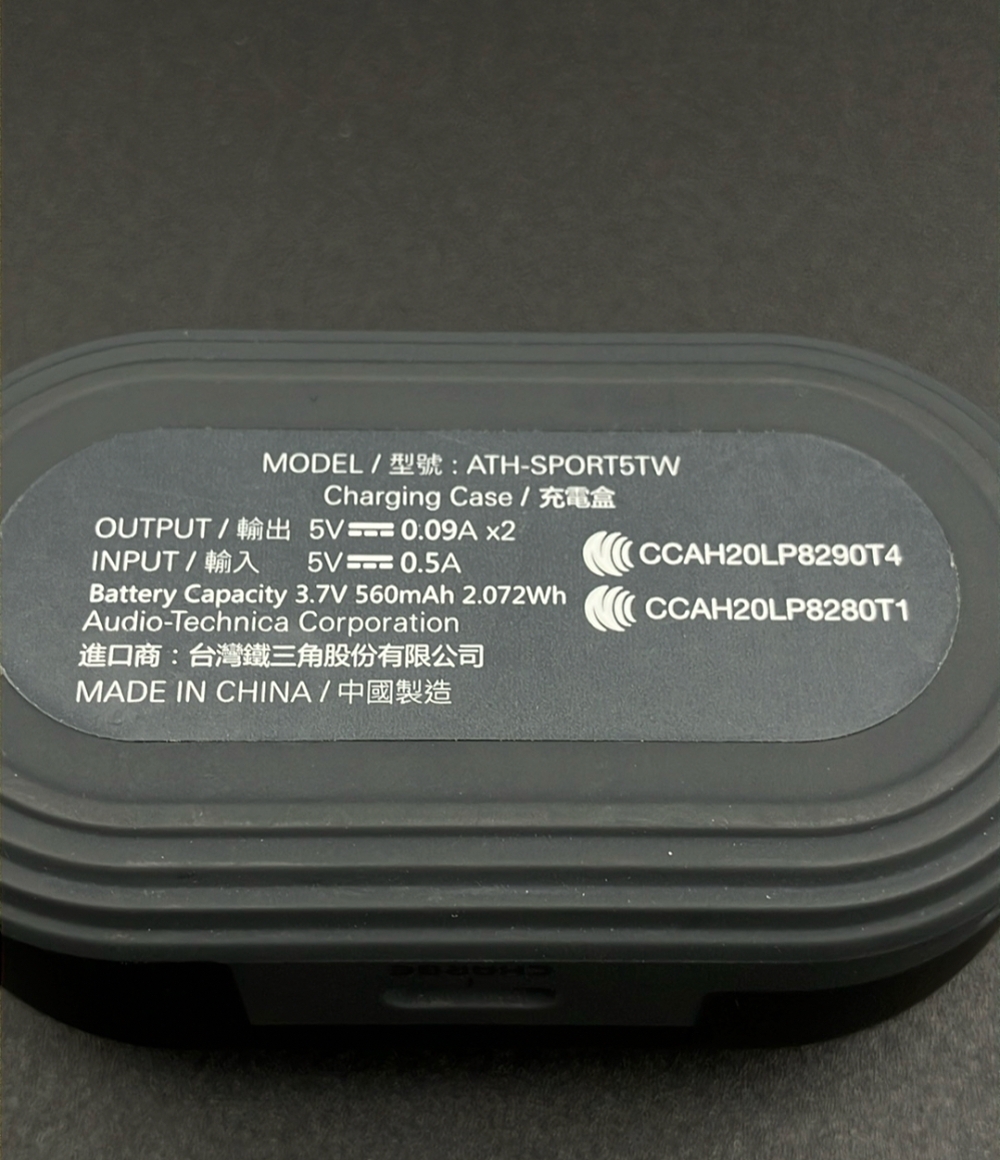 MODEL / 型號 : ATH-SPORT5TW
Charging Case / 充電盒
OUTPUT / 輸出 5V⎓0.09A x2
INPUT / 輸入 5V⎓0.5A
Battery Capacity 3.7V 560mAh 2.072Wh
Audio-Technica Corporation
進口商：台灣鐵三角股份有限公司
MADE IN CHINA / 中國製造
CCAH20LP8290T4
CCAH20LP8280T1
CHARGE